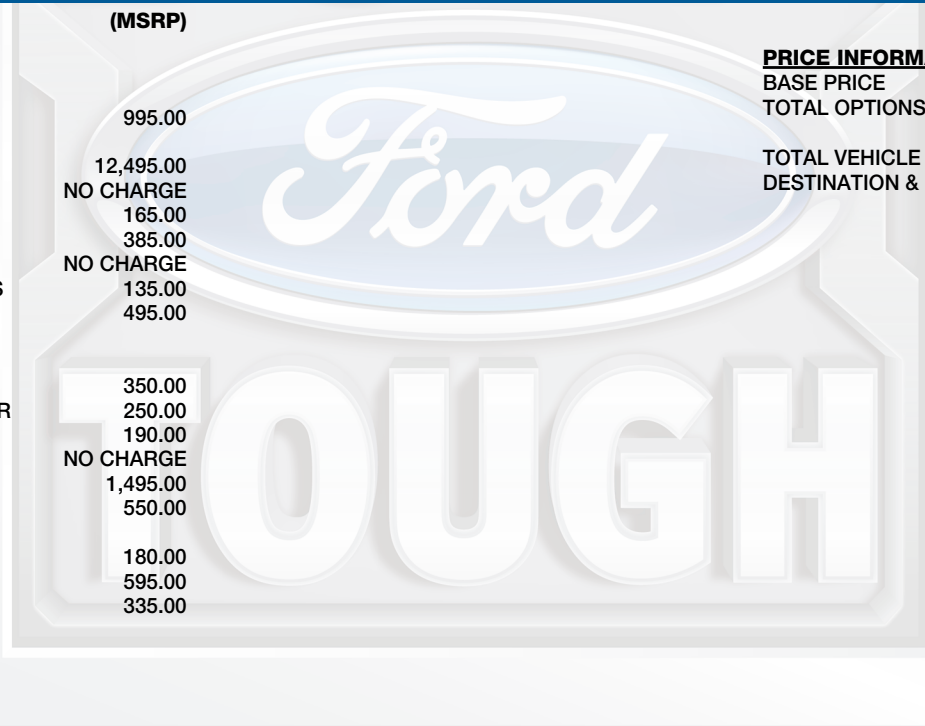 (MSRP)
995.00
12,495.00
NO CHARGE
165.00
385.00
NO CHARGE
S
135.00
495.00
350.00
R
250.00
190.00
NO CHARGE
1,495.00
550.00
180.00
595.00
335.00
PRICE INFORMA
BASE PRICE
TOTAL OPTIONS
TOTAL VEHICLE
DESTINATION &
Ford
TOUGH